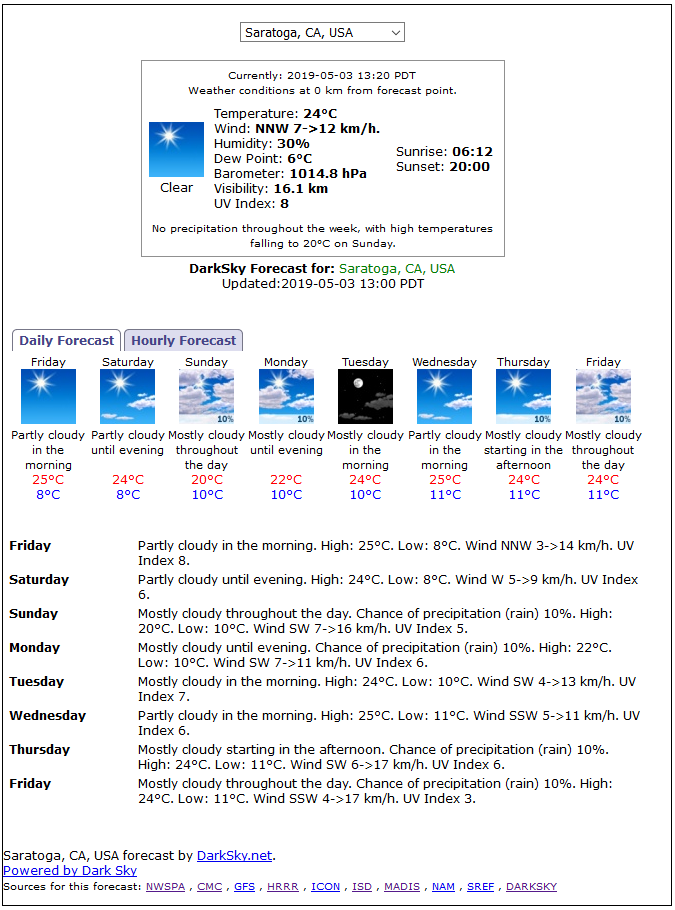 Saratoga, CA, USA
Currently: 2019-05-03 13:20 PDT
Weather conditions at 0 km from forecast point.
Clear
Temperature: 24°C
Wind: NNW 7->12 km/h.
Humidity: 30%
Dew Point: 6°C
Barometer: 1014.8 hPa
Visibility: 16.1 km
UV Index: 8
Sunrise: 06:12
Sunset: 20:00
No precipitation throughout the week, with high temperatures
falling to 20°C on Sunday.
DarkSky Forecast for: Saratoga, CA, USA
Updated:2019-05-03 13:00 PDT
Daily Forecast Hourly Forecast
Friday Saturday Sunday Monday Tuesday Wednesday Thursday Friday
10% 10% 10% 10%
Partly cloudy Partly cloudy Mostly cloudy Mostly cloudy Mostly cloudy Partly cloudy Mostly cloudy Mostly cloudy
in the until evening throughout until evening in the in the starting in the throughout
morning the day morning morning afternoon the day
25°C 24°C 20°C 22°C 24°C 25°C 24°C 24°C
8°C 8°C 10°C 10°C 10°C 11°C 11°C 11°C
Friday Partly cloudy in the morning. High: 25°C. Low: 8°C. Wind NNW 3->14 km/h. UV
Index 8.
Saturday Partly cloudy until evening. High: 24°C. Low: 8°C. Wind W 5->9 km/h. UV Index
6.
Sunday Mostly cloudy throughout the day. Chance of precipitation (rain) 10%. High:
20°C. Low: 10°C. Wind SW 7->16 km/h. UV Index 5.
Monday Mostly cloudy until evening. Chance of precipitation (rain) 10%. High: 22°C.
Low: 10°C. Wind SW 7->11 km/h. UV Index 6.
Tuesday Mostly cloudy in the morning. High: 24°C. Low: 10°C. Wind SW 4->13 km/h. UV
Index 7.
Wednesday Partly cloudy in the morning. High: 25°C. Low: 11°C. Wind SSW 5->11 km/h. UV
Index 6.
Thursday Mostly cloudy starting in the afternoon. Chance of precipitation (rain) 10%.
High: 24°C. Low: 11°C. Wind SW 6->17 km/h. UV Index 6.
Friday Mostly cloudy throughout the day. Chance of precipitation (rain) 10%. High:
24°C. Low: 11°C. Wind SSW 4->17 km/h. UV Index 3.
Saratoga, CA, USA forecast by DarkSky.net.
Powered by Dark Sky
Sources for this forecast: NWSPA , CMC , GFS , HRRR , ICON , ISD , MADIS , NAM , SREF , DARKSKY